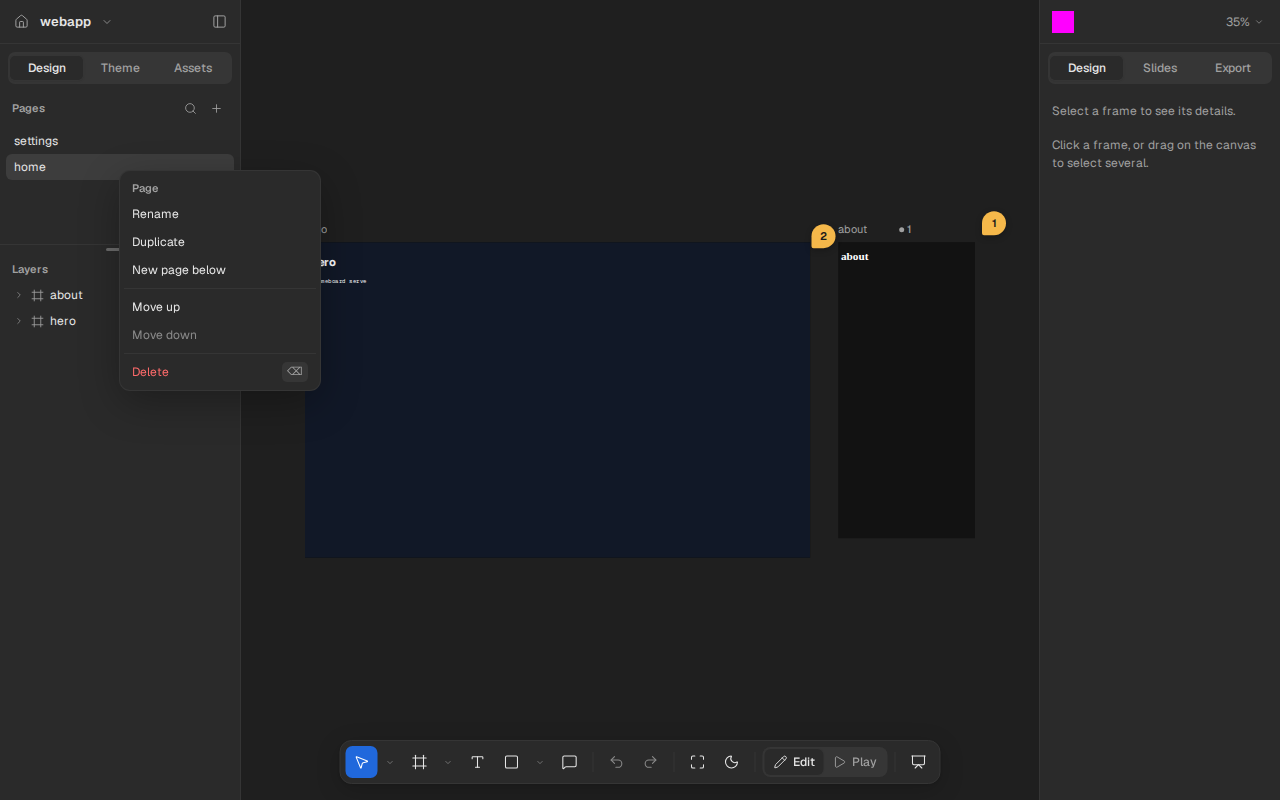 webapp
35%
Design
Theme
Assets
Design
Slides
Export
Pages
Select a frame to see its details.
settings
Click a frame, or drag on the canvas
to select several.
home
Page
Rename
Duplicate
New page below
Move up
Move down
Delete
Layers
about
hero
2
about
1
1
about
Edit
Play